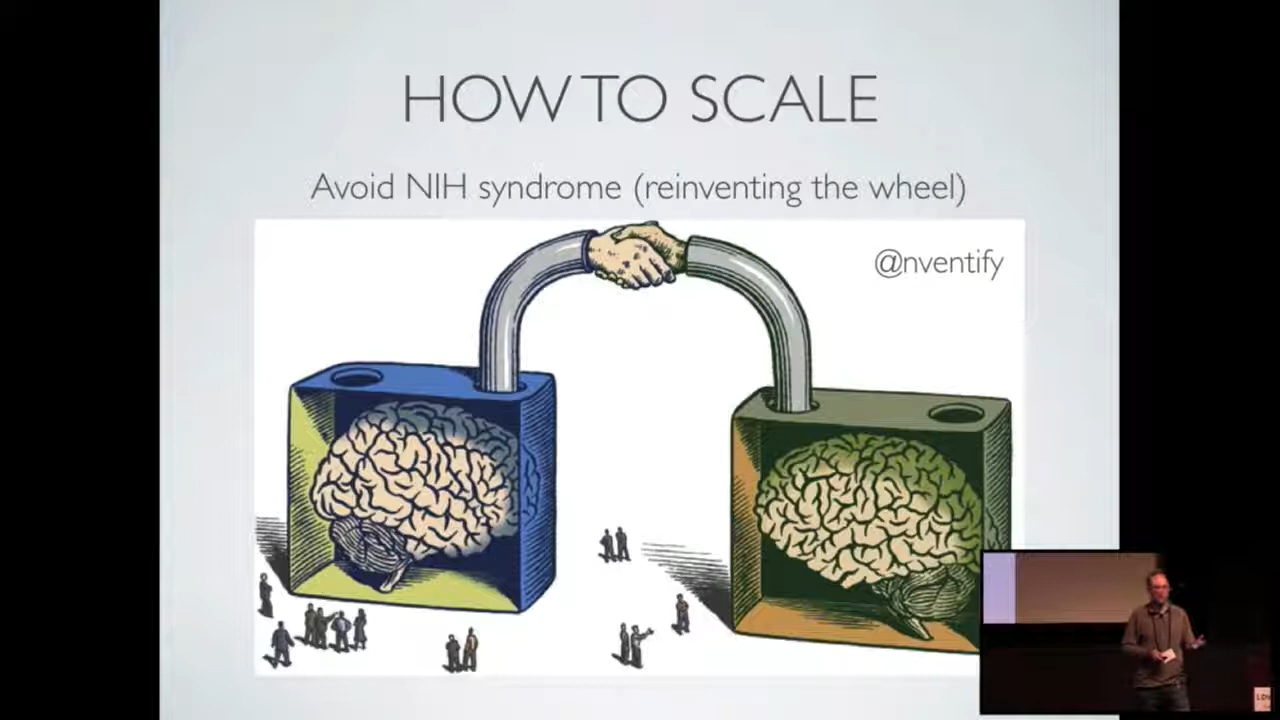 HOW TO SCALE
Avoid NIH syndrome (reinventing the wheel)
@nventify